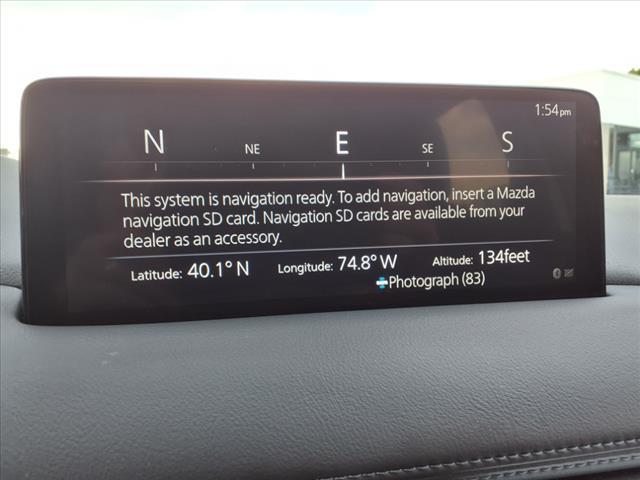 1:54pm
N NE E SE S
This system is navigation ready. To add navigation, insert a Mazda
navigation SD card. Navigation SD cards are available from your
dealer as an accessory.
Latitude: 40.1° N Longitude: 74.8° W Altitude: 134feet
Photograph (83)